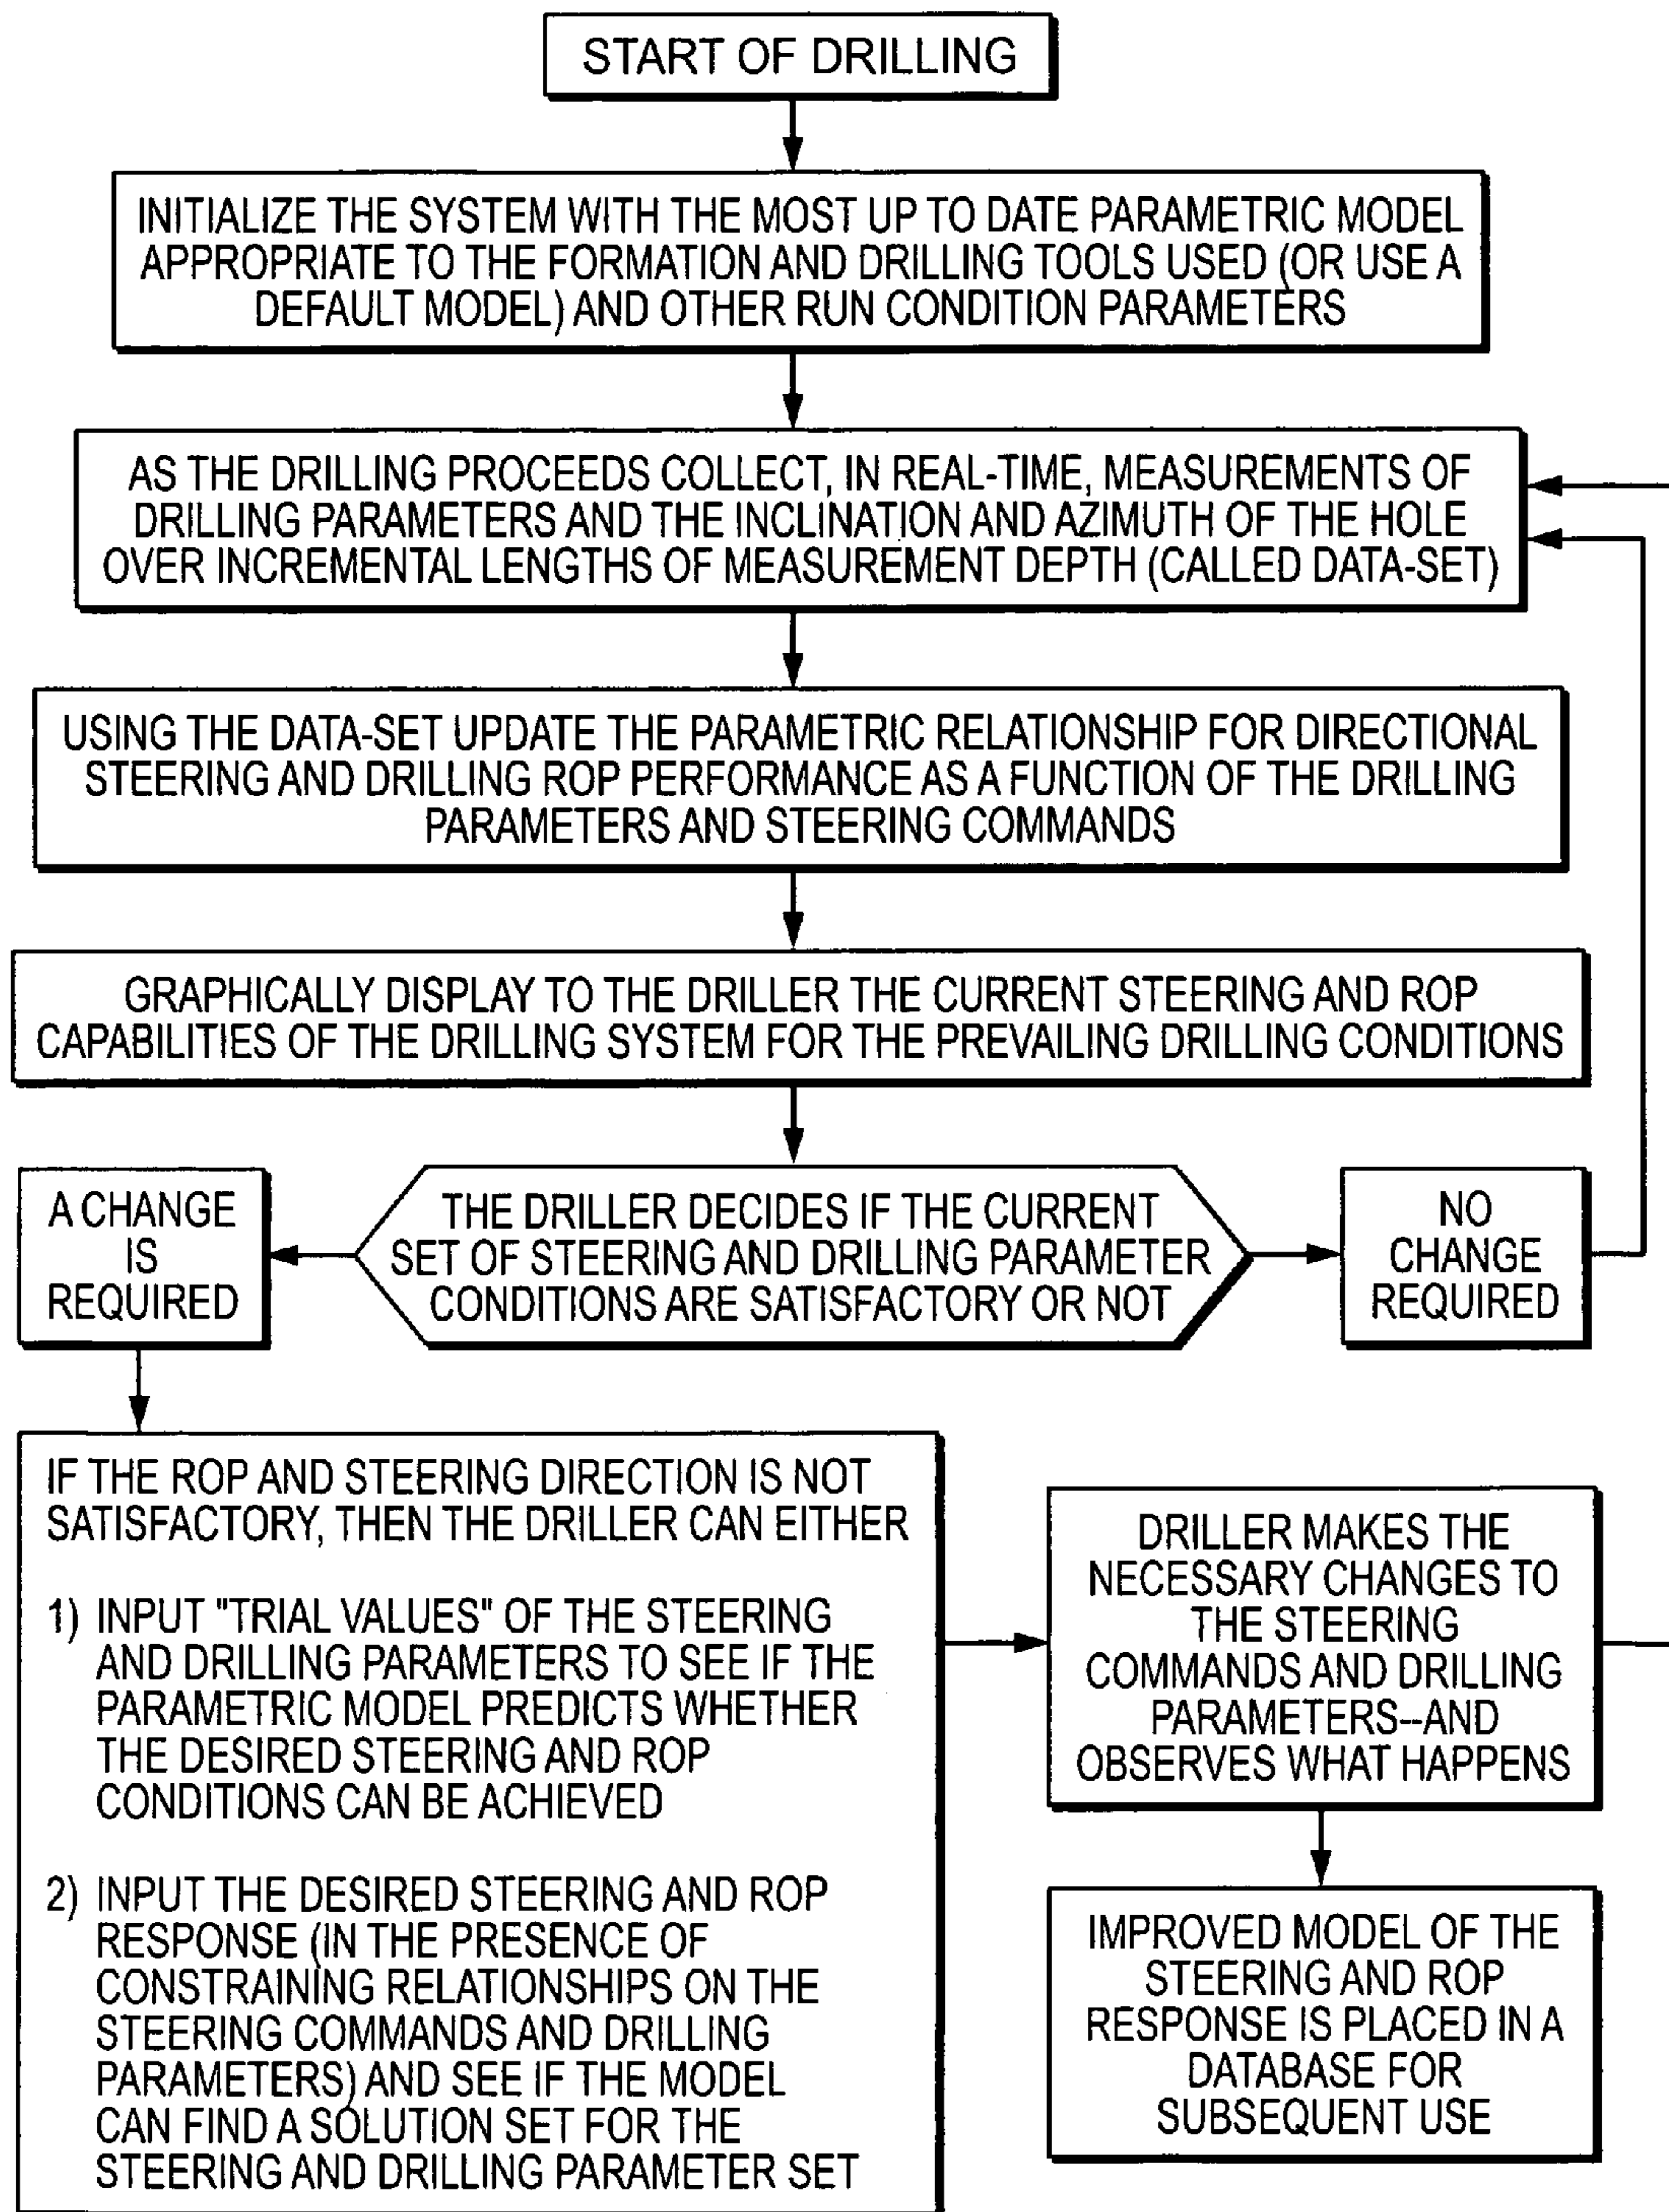 START OF DRILLING
INITIALIZE THE SYSTEM WITH THE MOST UP TO DATE PARAMETRIC MODEL
APPROPRIATE TO THE FORMATION AND DRILLING TOOLS USED (OR USE A
DEFAULT MODEL) AND OTHER RUN CONDITION PARAMETERS
AS THE DRILLING PROCEEDS COLLECT, IN REAL-TIME, MEASUREMENTS OF
DRILLING PARAMETERS AND THE INCLINATION AND AZIMUTH OF THE HOLE
OVER INCREMENTAL LENGTHS OF MEASUREMENT DEPTH (CALLED DATA-SET)
USING THE DATA-SET UPDATE THE PARAMETRIC RELATIONSHIP FOR DIRECTIONAL
STEERING AND DRILLING ROP PERFORMANCE AS A FUNCTION OF THE DRILLING
PARAMETERS AND STEERING COMMANDS
GRAPHICALLY DISPLAY TO THE DRILLER THE CURRENT STEERING AND ROP
CAPABILITIES OF THE DRILLING SYSTEM FOR THE PREVAILING DRILLING CONDITIONS
A CHANGE
IS
REQUIRED
THE DRILLER DECIDES IF THE CURRENT
SET OF STEERING AND DRILLING PARAMETER
CONDITIONS ARE SATISFACTORY OR NOT
NO
CHANGE
REQUIRED
IF THE ROP AND STEERING DIRECTION IS NOT
SATISFACTORY, THEN THE DRILLER CAN EITHER
1) INPUT "TRIAL VALUES" OF THE STEERING
AND DRILLING PARAMETERS TO SEE IF THE
PARAMETRIC MODEL PREDICTS WHETHER
THE DESIRED STEERING AND ROP
CONDITIONS CAN BE ACHIEVED
2) INPUT THE DESIRED STEERING AND ROP
RESPONSE (IN THE PRESENCE OF
CONSTRAINING RELATIONSHIPS ON THE
STEERING COMMANDS AND DRILLING
PARAMETERS) AND SEE IF THE MODEL
CAN FIND A SOLUTION SET FOR THE
STEERING AND DRILLING PARAMETER SET
DRILLER MAKES THE
NECESSARY CHANGES TO
THE STEERING
COMMANDS AND DRILLING
PARAMETERS--AND
OBSERVES WHAT HAPPENS
IMPROVED MODEL OF THE
STEERING AND ROP
RESPONSE IS PLACED IN A
DATABASE FOR
SUBSEQUENT USE